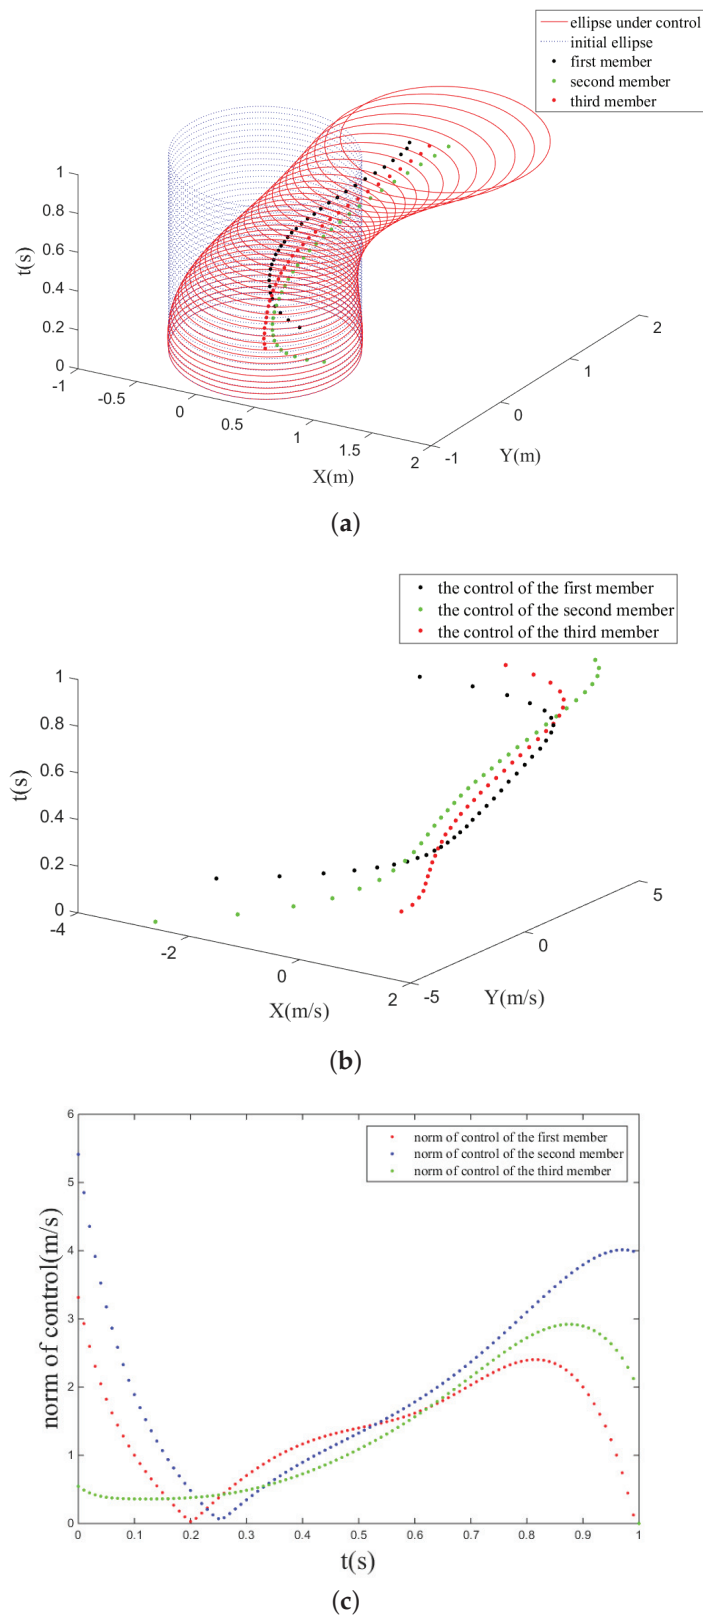 ellipse under control
initial ellipse
first member
second member
third member
1
0.8
0.6
0.4
0.2
0
t(s)
-1
-0.5
0
0.5
1
1.5
2
X(m)
-1
0
1
2
Y(m)
(a)
the control of the first member
the control of the second member
the control of the third member
1
0.8
0.6
0.4
0.2
0
t(s)
-4
-2
0
2
X(m/s)
-5
0
5
Y(m/s)
(b)
6
5
4
3
2
1
0
norm of control(m/s)
norm of control of the first member
norm of control of the second member
norm of control of the third member
0 0.1 0.2 0.3 0.4 0.5 0.6 0.7 0.8 0.9 1
t(s)
(c)